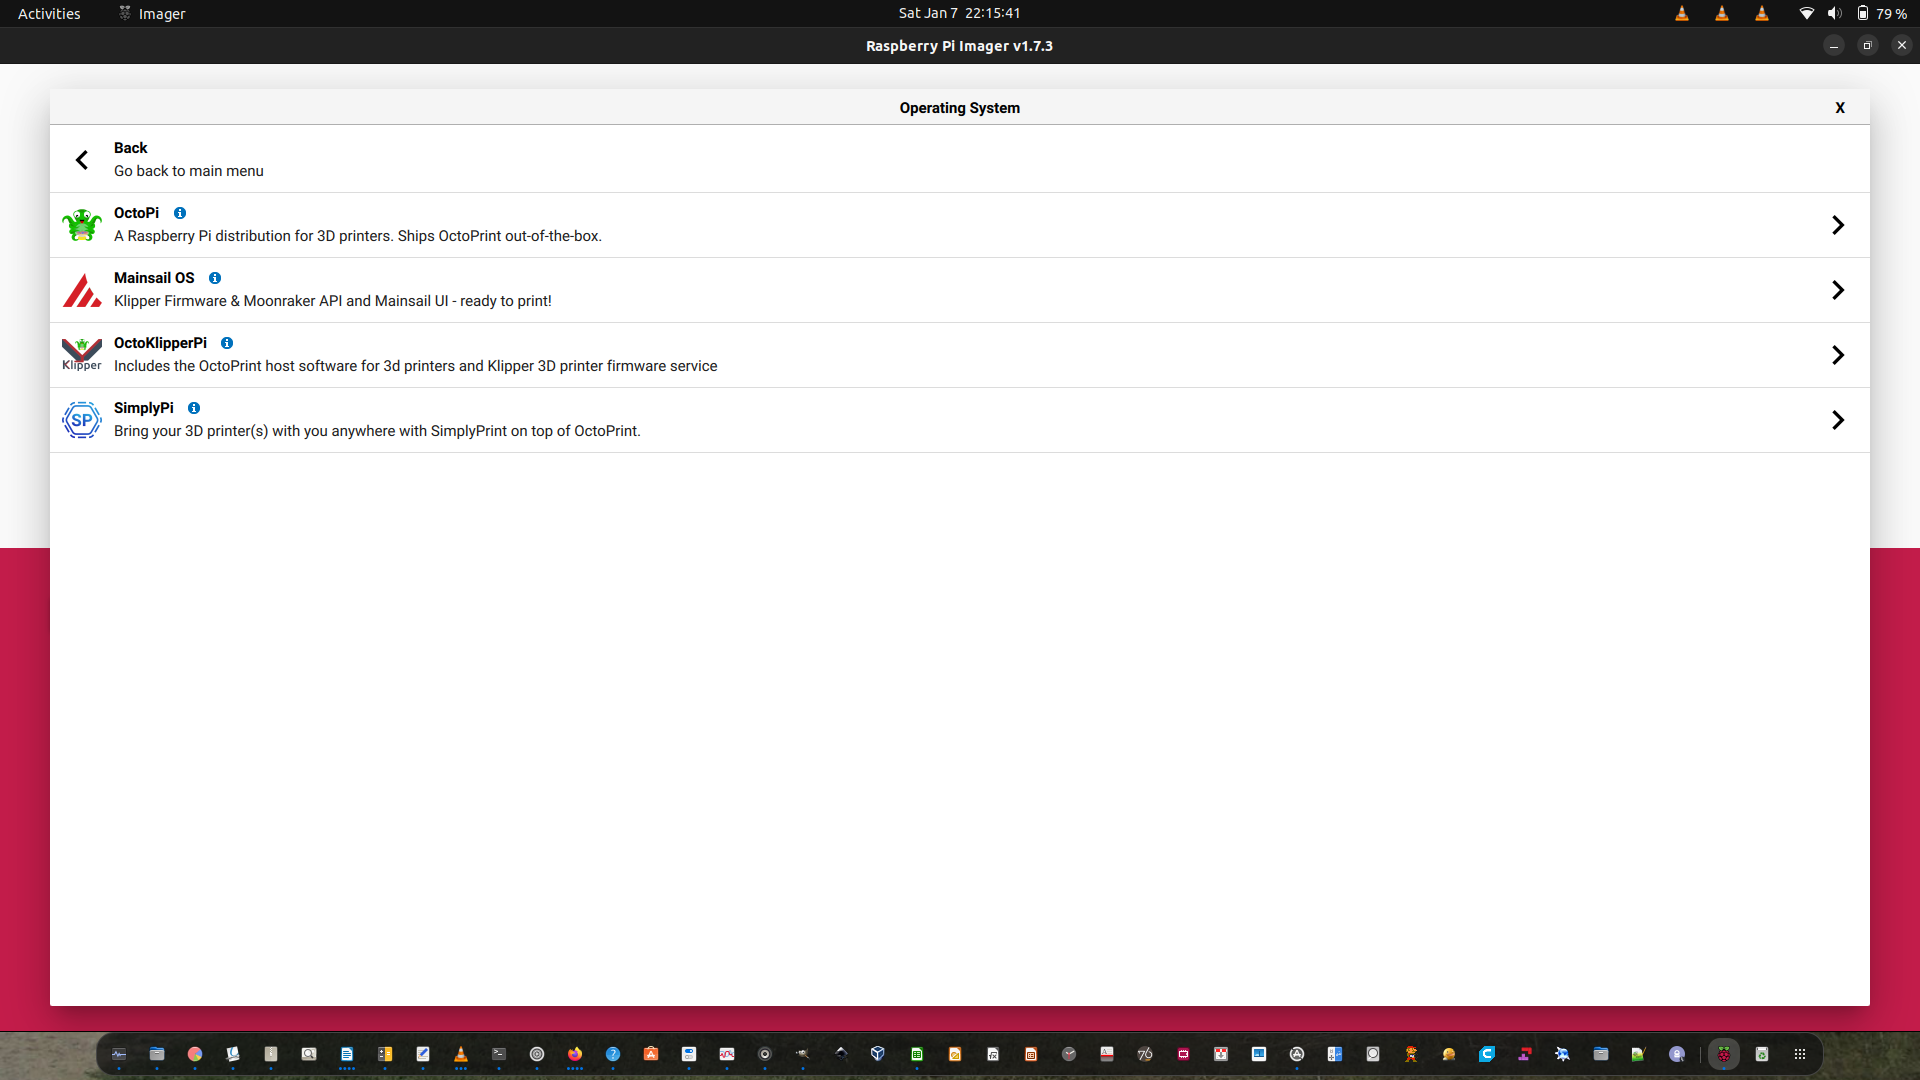 Activities
Imager
Sat Jan 7 22:15:41
79 %
Raspberry Pi Imager v1.7.3
Operating System
X
Back
Go back to main menu
OctoPi
A Raspberry Pi distribution for 3D printers. Ships OctoPrint out-of-the-box.
Mainsail OS
Klipper Firmware & Moonraker API and Mainsail UI - ready to print!
Klipper
OctoKlipperPi
Includes the OctoPrint host software for 3d printers and Klipper 3D printer firmware service
SP
SimplyPi
Bring your 3D printer(s) with you anywhere with SimplyPrint on top of OctoPrint.
76